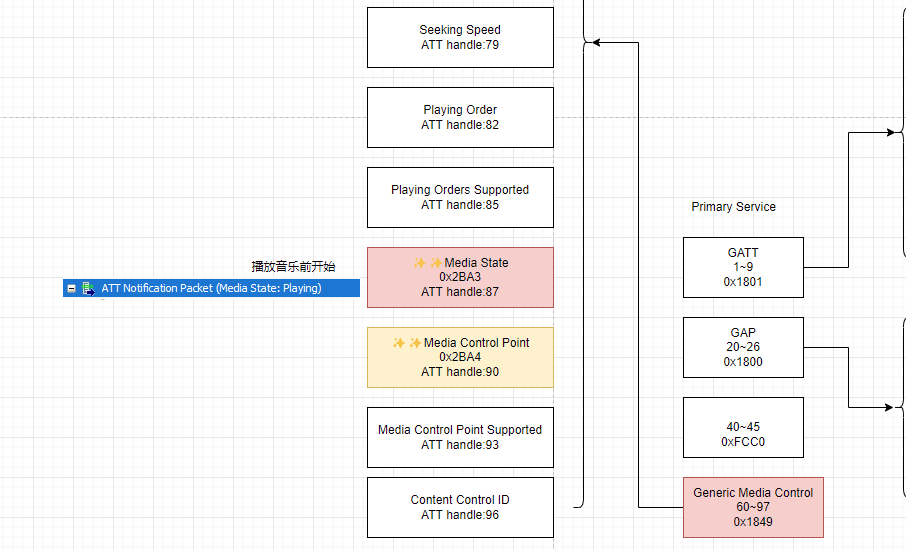 Seeking Speed
ATT handle:79
Playing Order
ATT handle:82
Playing Orders Supported
ATT handle:85
播放音乐前开始
ATT Notification Packet (Media State: Playing)
✨✨Media State
0x2BA3
ATT handle:87
✨✨Media Control Point
0x2BA4
ATT handle:90
Media Control Point Supported
ATT handle:93
Content Control ID
ATT handle:96
Primary Service
GATT
1~9
0x1801
GAP
20~26
0x1800
40~45
0xFCC0
Generic Media Control
60~97
0x1849